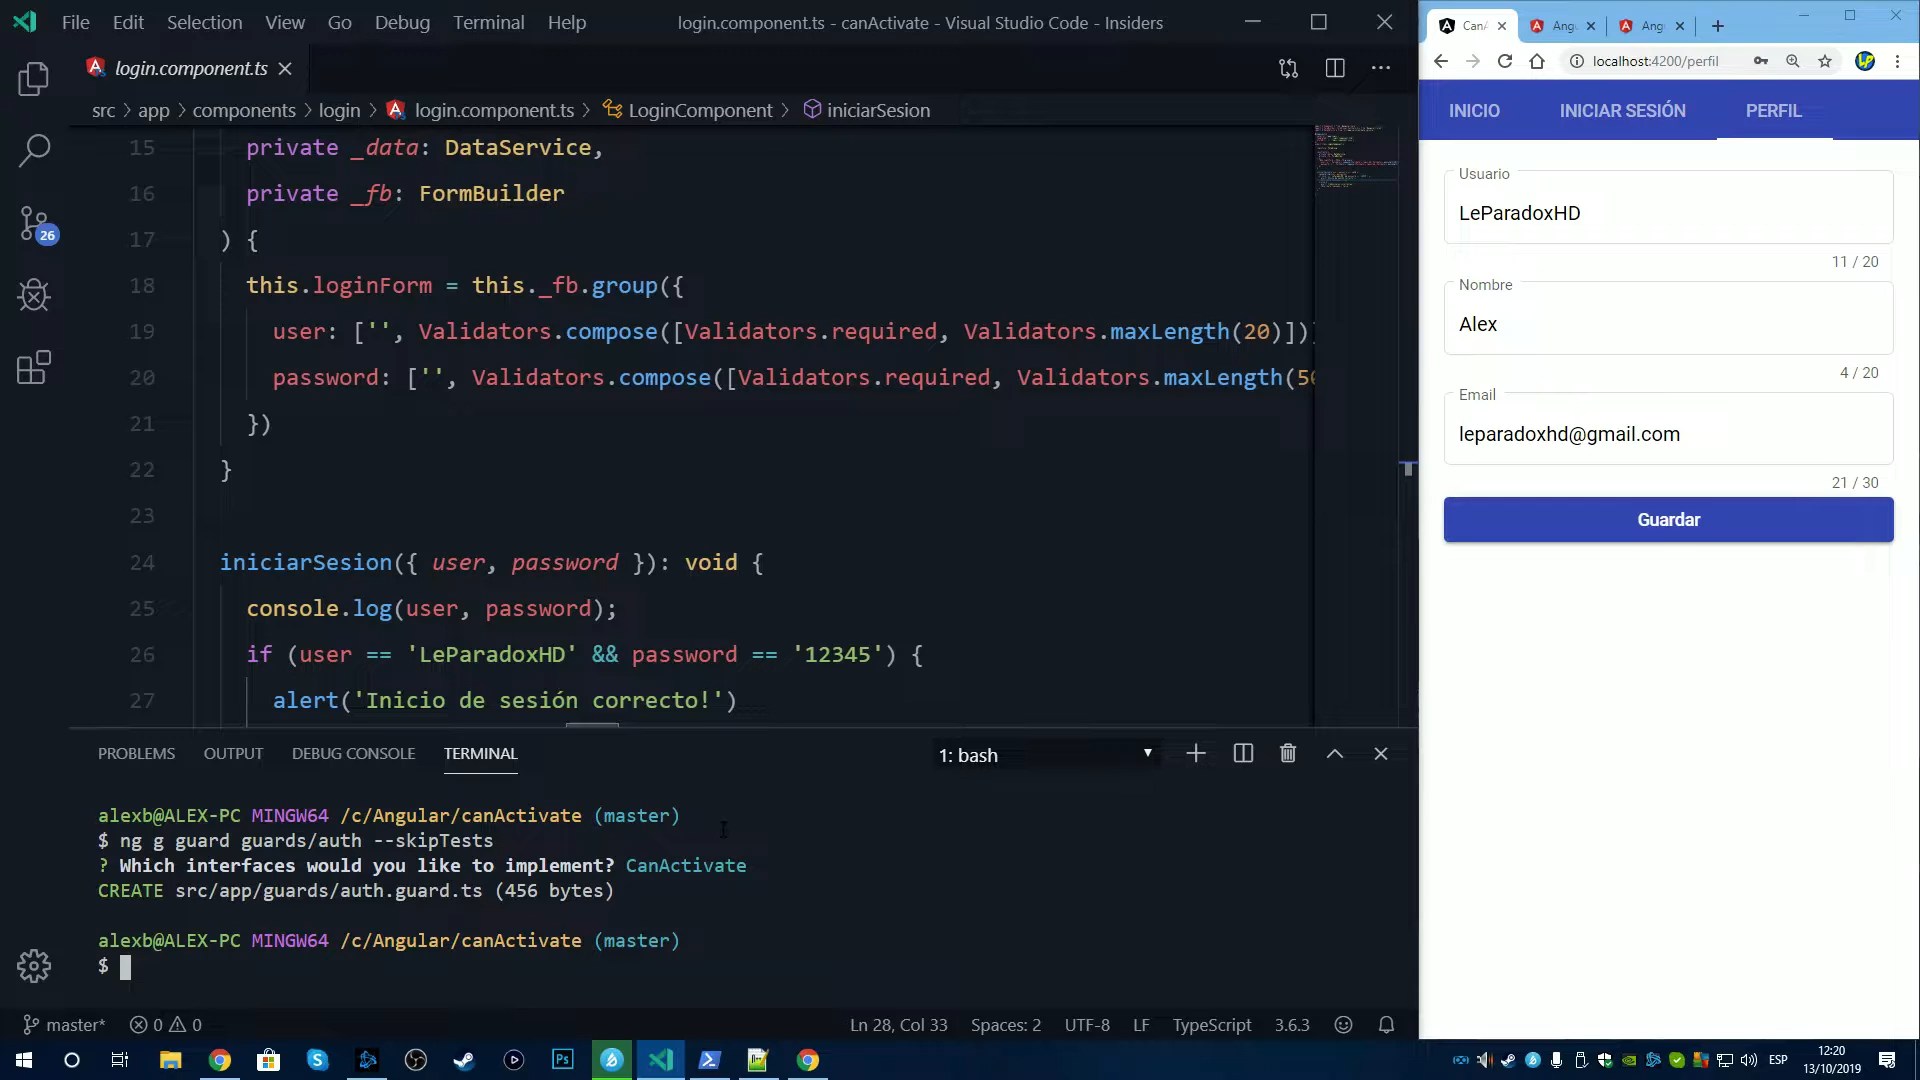 File Edit Selection View Go Debug Terminal Help
login.component.ts - canActivate - Visual Studio Code - Insiders
login.component.ts
src > app > components > login > login.component.ts > LoginComponent > iniciarSesion
15 private _data: DataService,
16 private _fb: FormBuilder
17 ) {
18 this.loginForm = this._fb.group({
19 user: ['', Validators.compose([Validators.required, Validators.maxLength(20)])]
20 password: ['', Validators.compose([Validators.required, Validators.maxLength(50
21 })
22 }
23
24 iniciarSesion({ user, password }): void {
25 console.log(user, password);
26 if (user == 'LeParadoxHD' && password == '12345') {
27 alert('Inicio de sesión correcto!')
26
PROBLEMS OUTPUT DEBUG CONSOLE TERMINAL
1: bash
alexb@ALEX-PC MINGW64 /c/Angular/canActivate (master)
$ ng g guard guards/auth --skipTests
? Which interfaces would you like to implement? CanActivate
CREATE src/app/guards/auth.guard.ts (456 bytes)
alexb@ALEX-PC MINGW64 /c/Angular/canActivate (master)
$
master* 0 0
Ln 28, Col 33 Spaces: 2 UTF-8 LF TypeScript 3.6.3
CanA Ang Ang
localhost:4200/perfil
INICIO INICIAR SESIÓN PERFIL
Usuario
LeParadoxHD
11 / 20
Nombre
Alex
4 / 20
Email
leparadoxhd@gmail.com
21 / 30
Guardar
Ps
ESP
12:20
13/10/2019